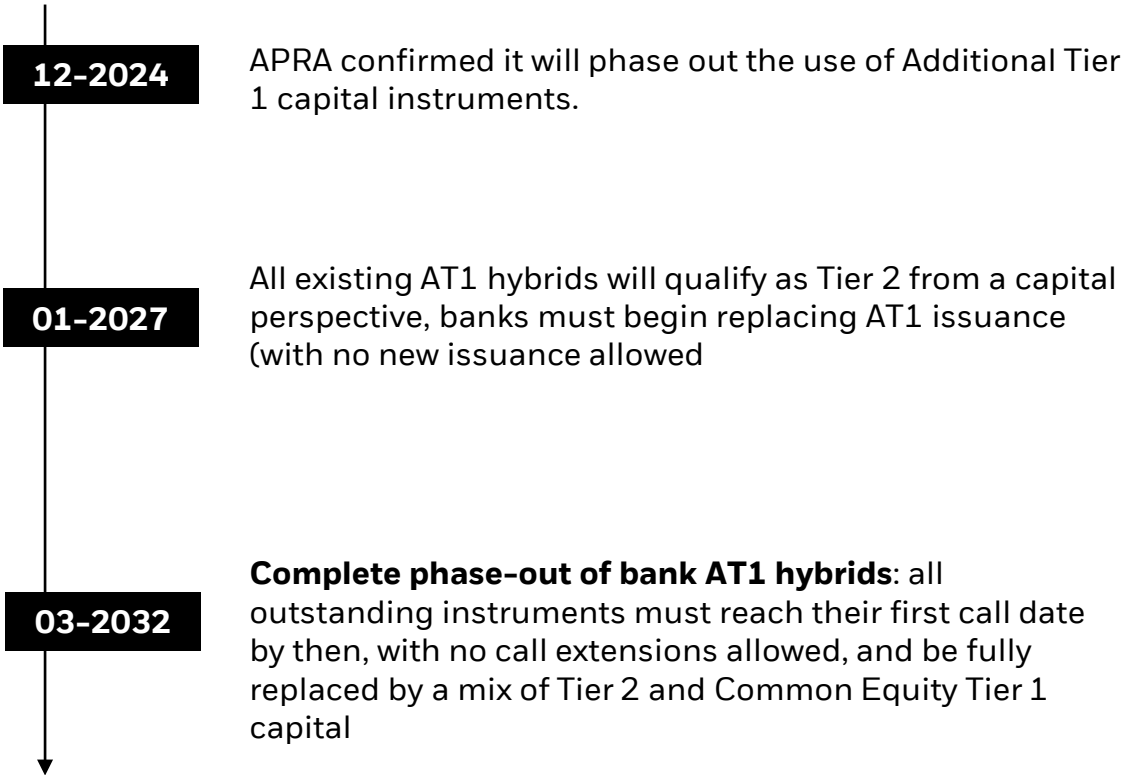 12-2024
APRA confirmed it will phase out the use of Additional Tier
1 capital instruments.
01-2027
All existing AT1 hybrids will qualify as Tier 2 from a capital
perspective, banks must begin replacing AT1 issuance
(with no new issuance allowed
03-2032
Complete phase-out of bank AT1 hybrids: all
outstanding instruments must reach their first call date
by then, with no call extensions allowed, and be fully
replaced by a mix of Tier 2 and Common Equity Tier 1
capital